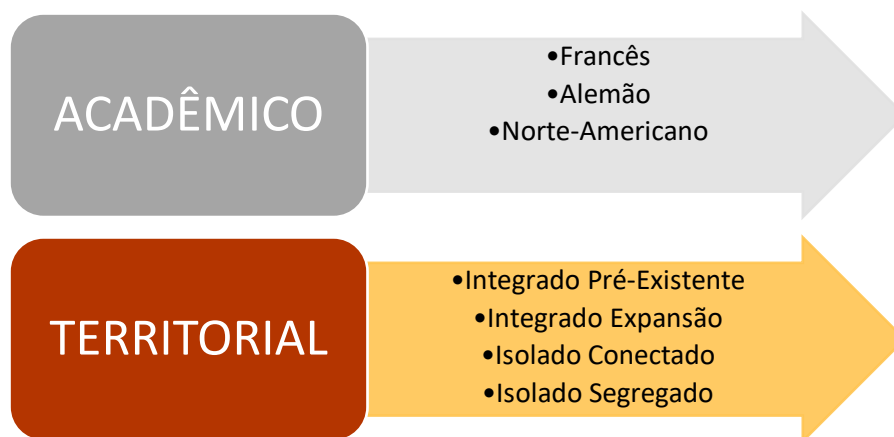 ACADÊMICO
•Francês
•Alemão
•Norte-Americano
TERRITORIAL
•Integrado Pré-Existente
•Integrado Expansão
•Isolado Conectado
•Isolado Segregado